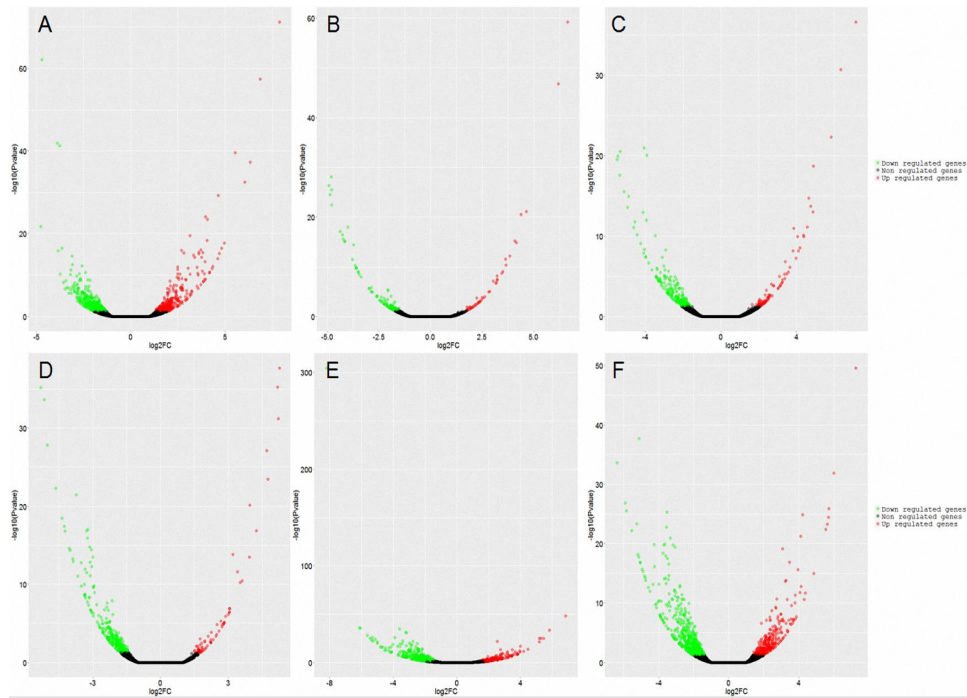 A
B
C
-log10(Pvalue)
60
40
20
0
-5
0
5
log2FC
-log10(Pvalue)
60
40
20
0
-5.0
-2.5
0.0
2.5
5.0
log2FC
-log10(Pvalue)
30
20
10
0
-4
0
4
log2FC
Down regulated genes
Non regulated genes
Up regulated genes
D
E
F
-log10(Pvalue)
30
20
10
0
-3
0
3
log2FC
-log10(Pvalue)
300
200
100
0
-8
-4
0
4
8
log2FC
-log10(Pvalue)
50
40
30
20
10
0
-4
0
4
log2FC
Down regulated genes
Non regulated genes
Up regulated genes